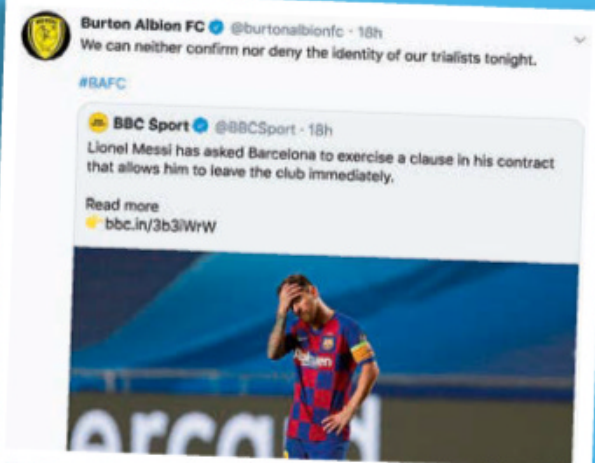 Burton Albion FC @burtonalbionfc · 18h
We can neither confirm nor deny the identity of our trialists tonight.
#BAFC
BBC Sport @BBCSport · 18h
Lionel Messi has asked Barcelona to exercise a clause in his contract
that allows him to leave the club immediately.
Read more
👉bbc.in/3b3iWrW